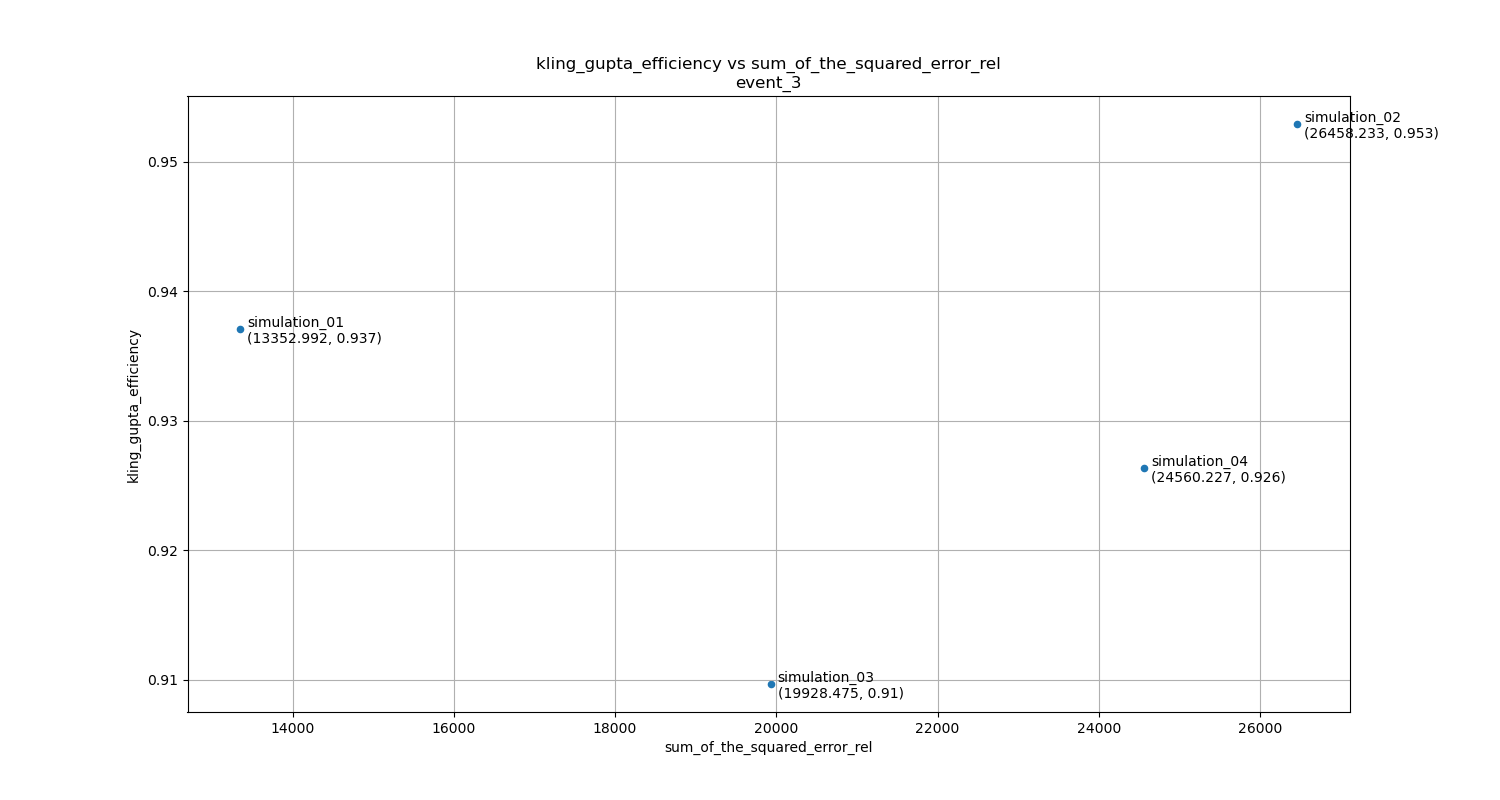 kling_gupta_efficiency vs sum_of_the_squared_error_rel
event_3
simulation_02
(26458.233, 0.953)
0.95
0.94
simulation_01
(13352.992, 0.937)
kling_gupta_efficiency
0.93
simulation_04
(24560.227, 0.926)
0.92
simulation_03
(19928.475, 0.91)
0.91
14000
16000
18000
20000
22000
24000
26000
sum_of_the_squared_error_rel